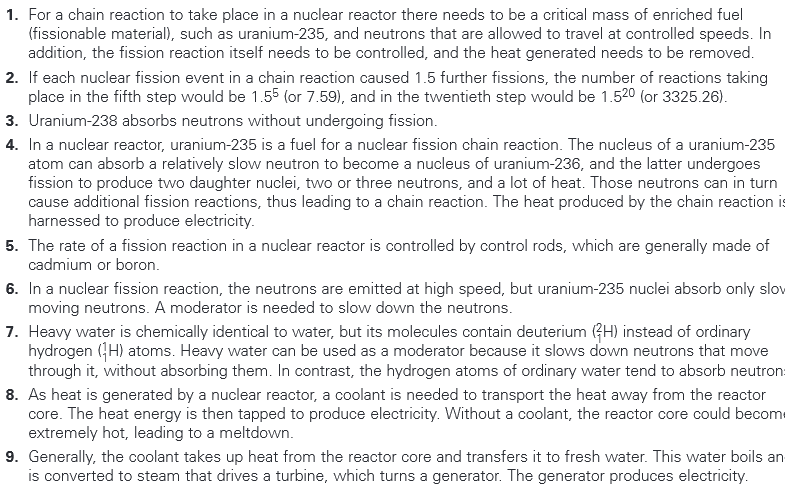 1. For a chain reaction to take place in a nuclear reactor there needs to be a critical mass of enriched fuel
(fissionable material), such as uranium-235, and neutrons that are allowed to travel at controlled speeds. In
addition, the fission reaction itself needs to be controlled, and the heat generated needs to be removed.
2. If each nuclear fission event in a chain reaction caused 1.5 further fissions, the number of reactions taking
place in the fifth step would be 1.5⁵ (or 7.59), and in the twentieth step would be 1.5²⁰ (or 3325.26).
3. Uranium-238 absorbs neutrons without undergoing fission.
4. In a nuclear reactor, uranium-235 is a fuel for a nuclear fission chain reaction. The nucleus of a uranium-235
atom can absorb a relatively slow neutron to become a nucleus of uranium-236, and the latter undergoes
fission to produce two daughter nuclei, two or three neutrons, and a lot of heat. Those neutrons can in turn
cause additional fission reactions, thus leading to a chain reaction. The heat produced by the chain reaction is
harnessed to produce electricity.
5. The rate of a fission reaction in a nuclear reactor is controlled by control rods, which are generally made of
cadmium or boron.
6. In a nuclear fission reaction, the neutrons are emitted at high speed, but uranium-235 nuclei absorb only slow
moving neutrons. A moderator is needed to slow down the neutrons.
7. Heavy water is chemically identical to water, but its molecules contain deuterium (²₁H) instead of ordinary
hydrogen (¹₁H) atoms. Heavy water can be used as a moderator because it slows down neutrons that move
through it, without absorbing them. In contrast, the hydrogen atoms of ordinary water tend to absorb neutron
8. As heat is generated by a nuclear reactor, a coolant is needed to transport the heat away from the reactor
core. The heat energy is then tapped to produce electricity. Without a coolant, the reactor core could become
extremely hot, leading to a meltdown.
9. Generally, the coolant takes up heat from the reactor core and transfers it to fresh water. This water boils an
is converted to steam that drives a turbine, which turns a generator. The generator produces electricity.